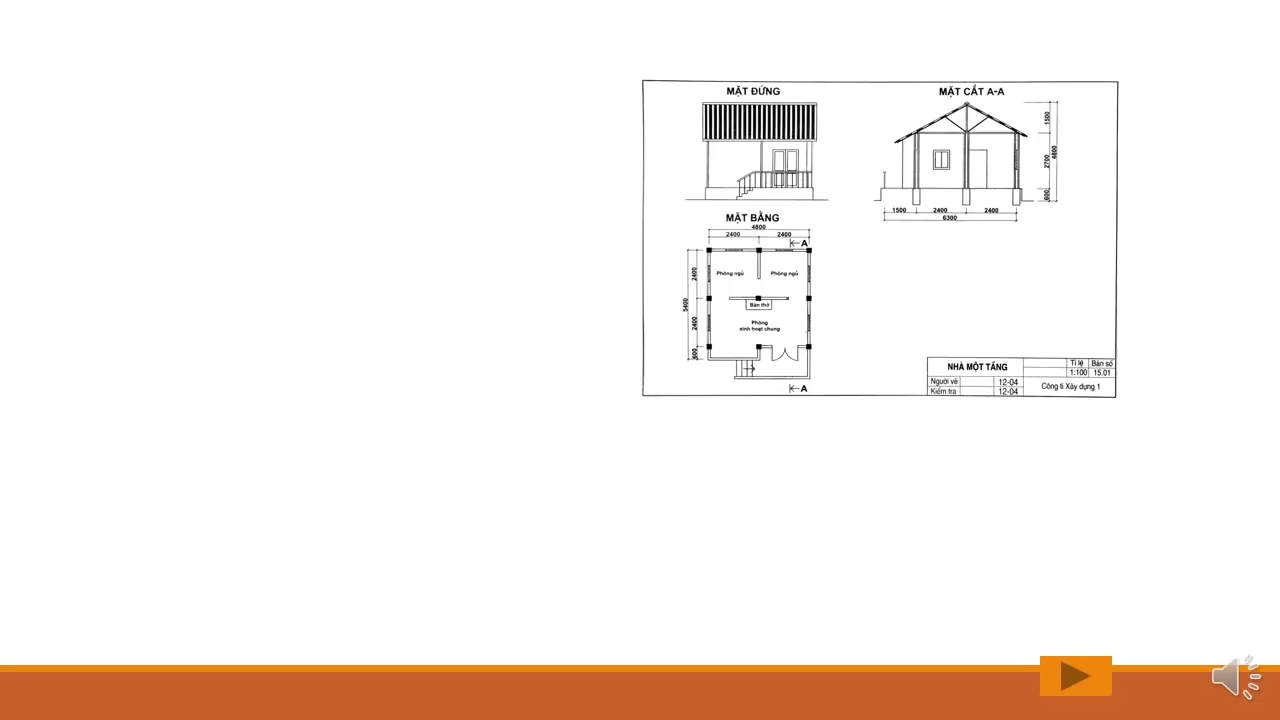 MẶT ĐỨNG
MẶT CẮT A-A
1500
2700
4800
600
1500 2400 2400
6300
MẶT BẰNG
4800
2400 2400
A
2400
5400
2400
600
Phòng ngủ Phòng ngủ
Bàn thờ
Phòng
sinh hoạt chung
A
NHÀ MỘT TẦNG
Tỉ lệ Bản số
1:100 15.01
Người vẽ 12-04
Kiểm tra 12-04
Công ti Xây dựng 1